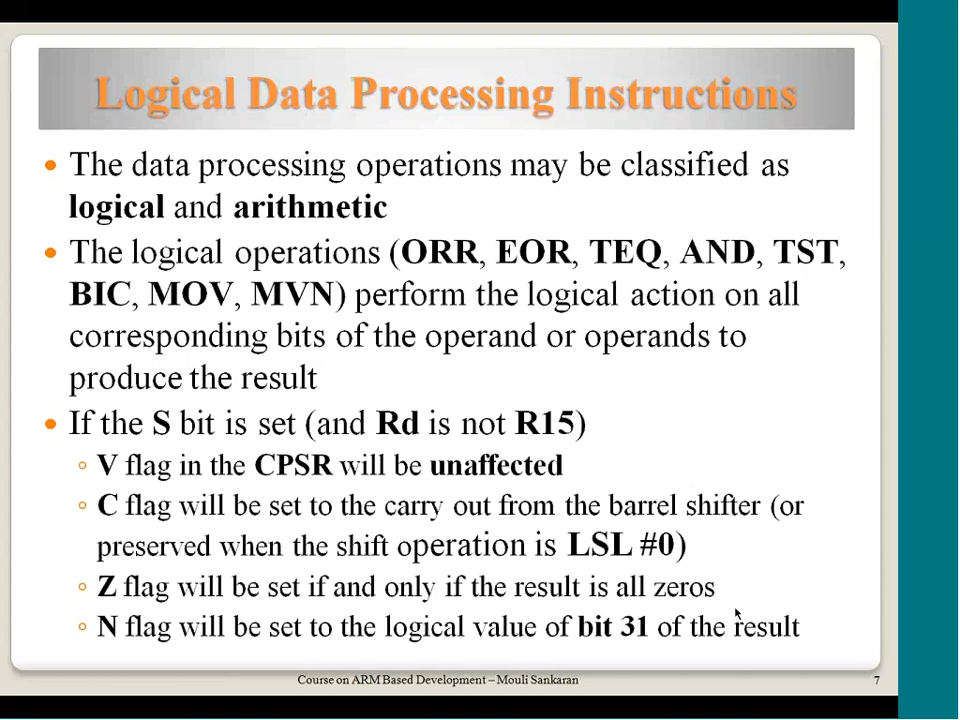 Logical Data Processing Instructions
• The data processing operations may be classified as
logical and arithmetic
• The logical operations (ORR, EOR, TEQ, AND, TST,
BIC, MOV, MVN) perform the logical action on all
corresponding bits of the operand or operands to
produce the result
• If the S bit is set (and Rd is not R15)
◦ V flag in the CPSR will be unaffected
◦ C flag will be set to the carry out from the barrel shifter (or
preserved when the shift operation is LSL #0)
◦ Z flag will be set if and only if the result is all zeros
◦ N flag will be set to the logical value of bit 31 of the result
Course on ARM Based Development – Mouli Sankaran
7